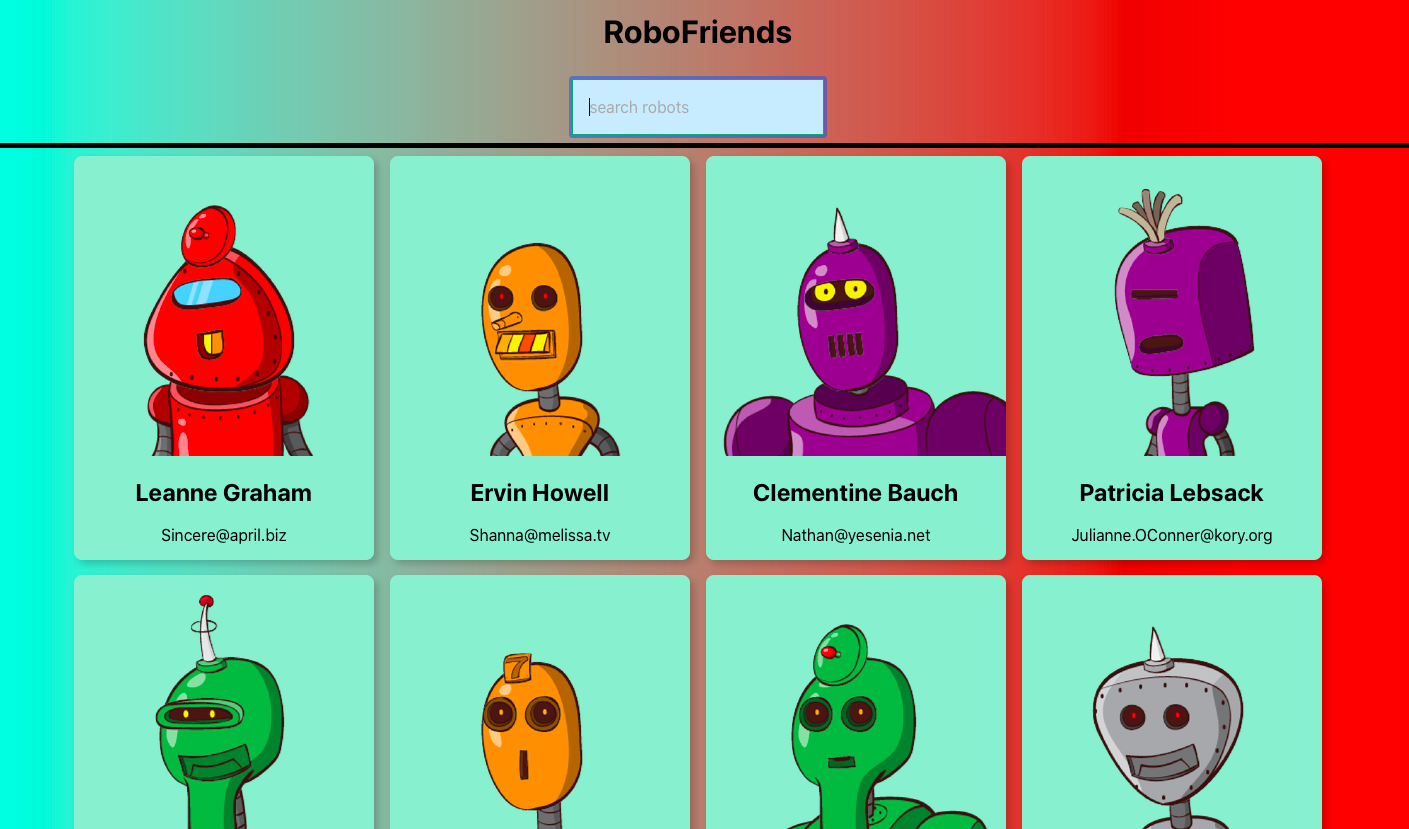 RoboFriends
search robots
Leanne Graham
Ervin Howell
Clementine Bauch
Patricia Lebsack
Sincere@april.biz
Shanna@melissa.tv
Nathan@yesenia.net
Julianne.OConner@kory.org
7